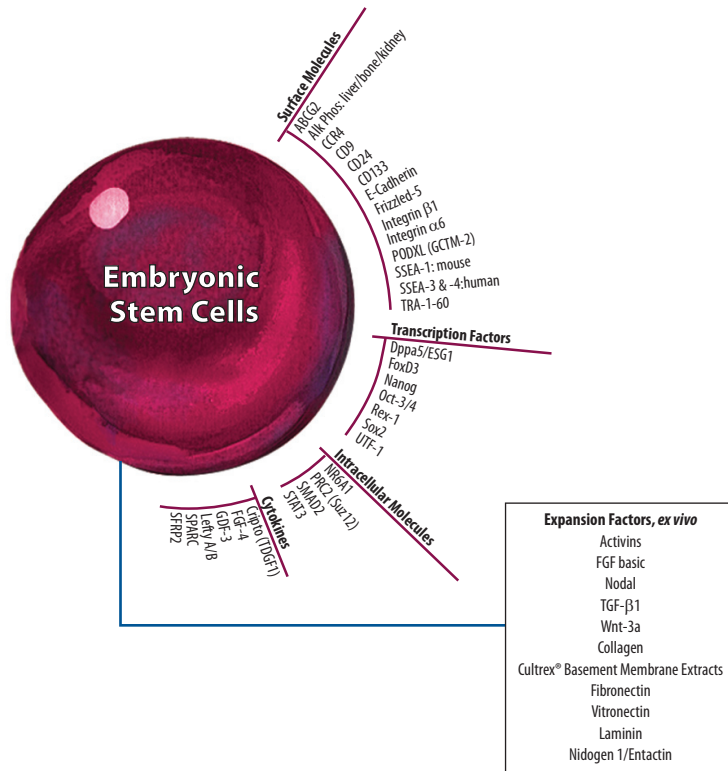 Embryonic
Stem Cells
Surface Molecules
ABCG2
Alk Phos: liver/bone/kidney
CCR4
CD9
CD24
CD133
E-Cadherin
Frizzled-5
Integrin β1
Integrin α6
PODXL (GCTM-2)
SSEA-1: mouse
SSEA-3 & -4:human
TRA-1-60
Transcription Factors
Dppa5/ESG1
FoxD3
Nanog
Oct-3/4
Rex-1
Sox2
UTF-1
Intracellular Molecules
NR6A1
PRC2 (Suz12)
SMAD2
STAT3
Cytokines
Cripto (TDGF1)
FGF-4
GDF-3
Lefty A/B
SPARC
SFRP2
Expansion Factors, ex vivo
Activins
FGF basic
Nodal
TGF-β1
Wnt-3a
Collagen
Cultrex® Basement Membrane Extracts
Fibronectin
Vitronectin
Laminin
Nidogen 1/Entactin